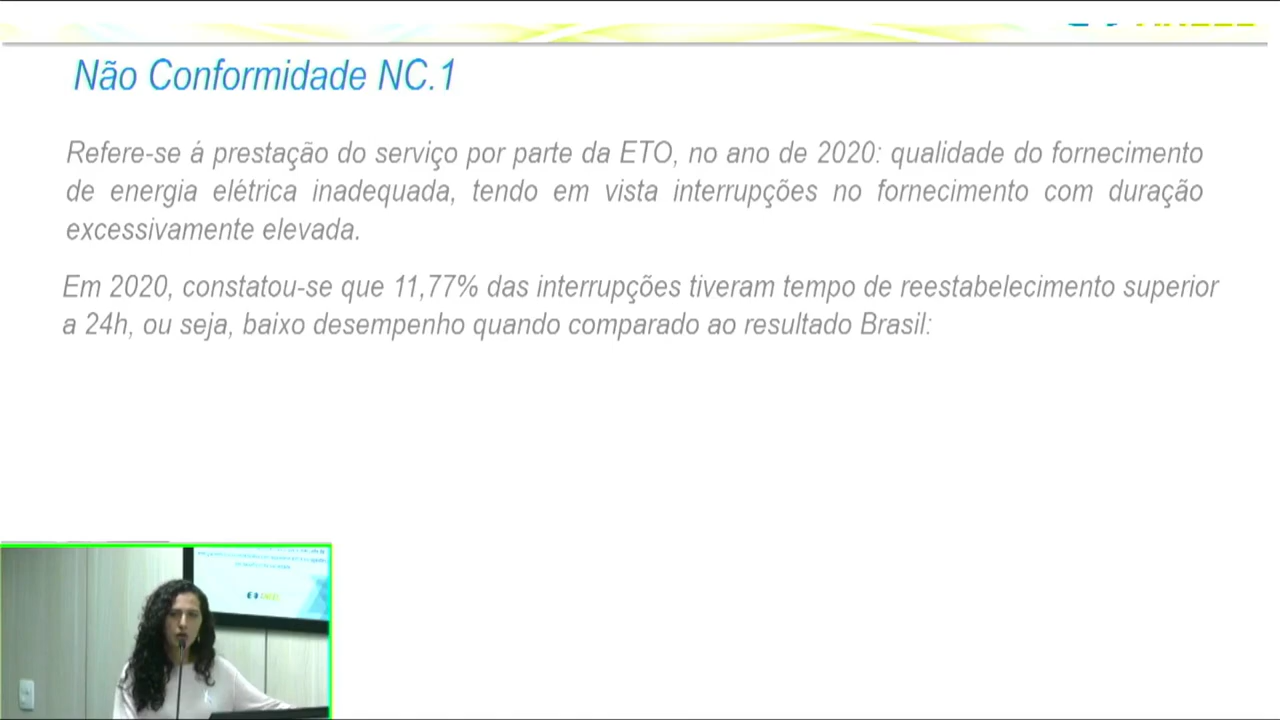 Não Conformidade NC.1
Refere-se á prestação do serviço por parte da ETO, no ano de 2020: qualidade do fornecimento
de energia elétrica inadequada, tendo em vista interrupções no fornecimento com duração
excessivamente elevada.
Em 2020, constatou-se que 11,77% das interrupções tiveram tempo de reestabelecimento superior
a 24h, ou seja, baixo desempenho quando comparado ao resultado Brasil: